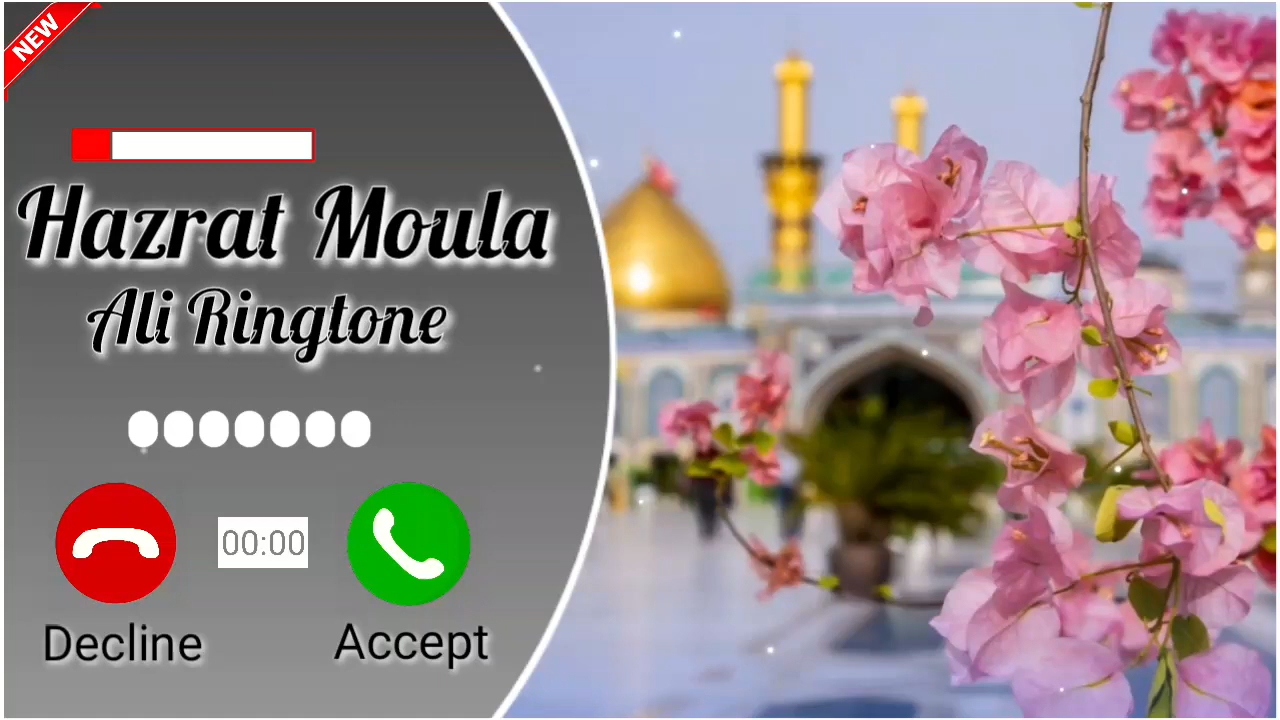 NEW
Hazrat Moula
Ali Ringtone
00:00
Decline
Accept